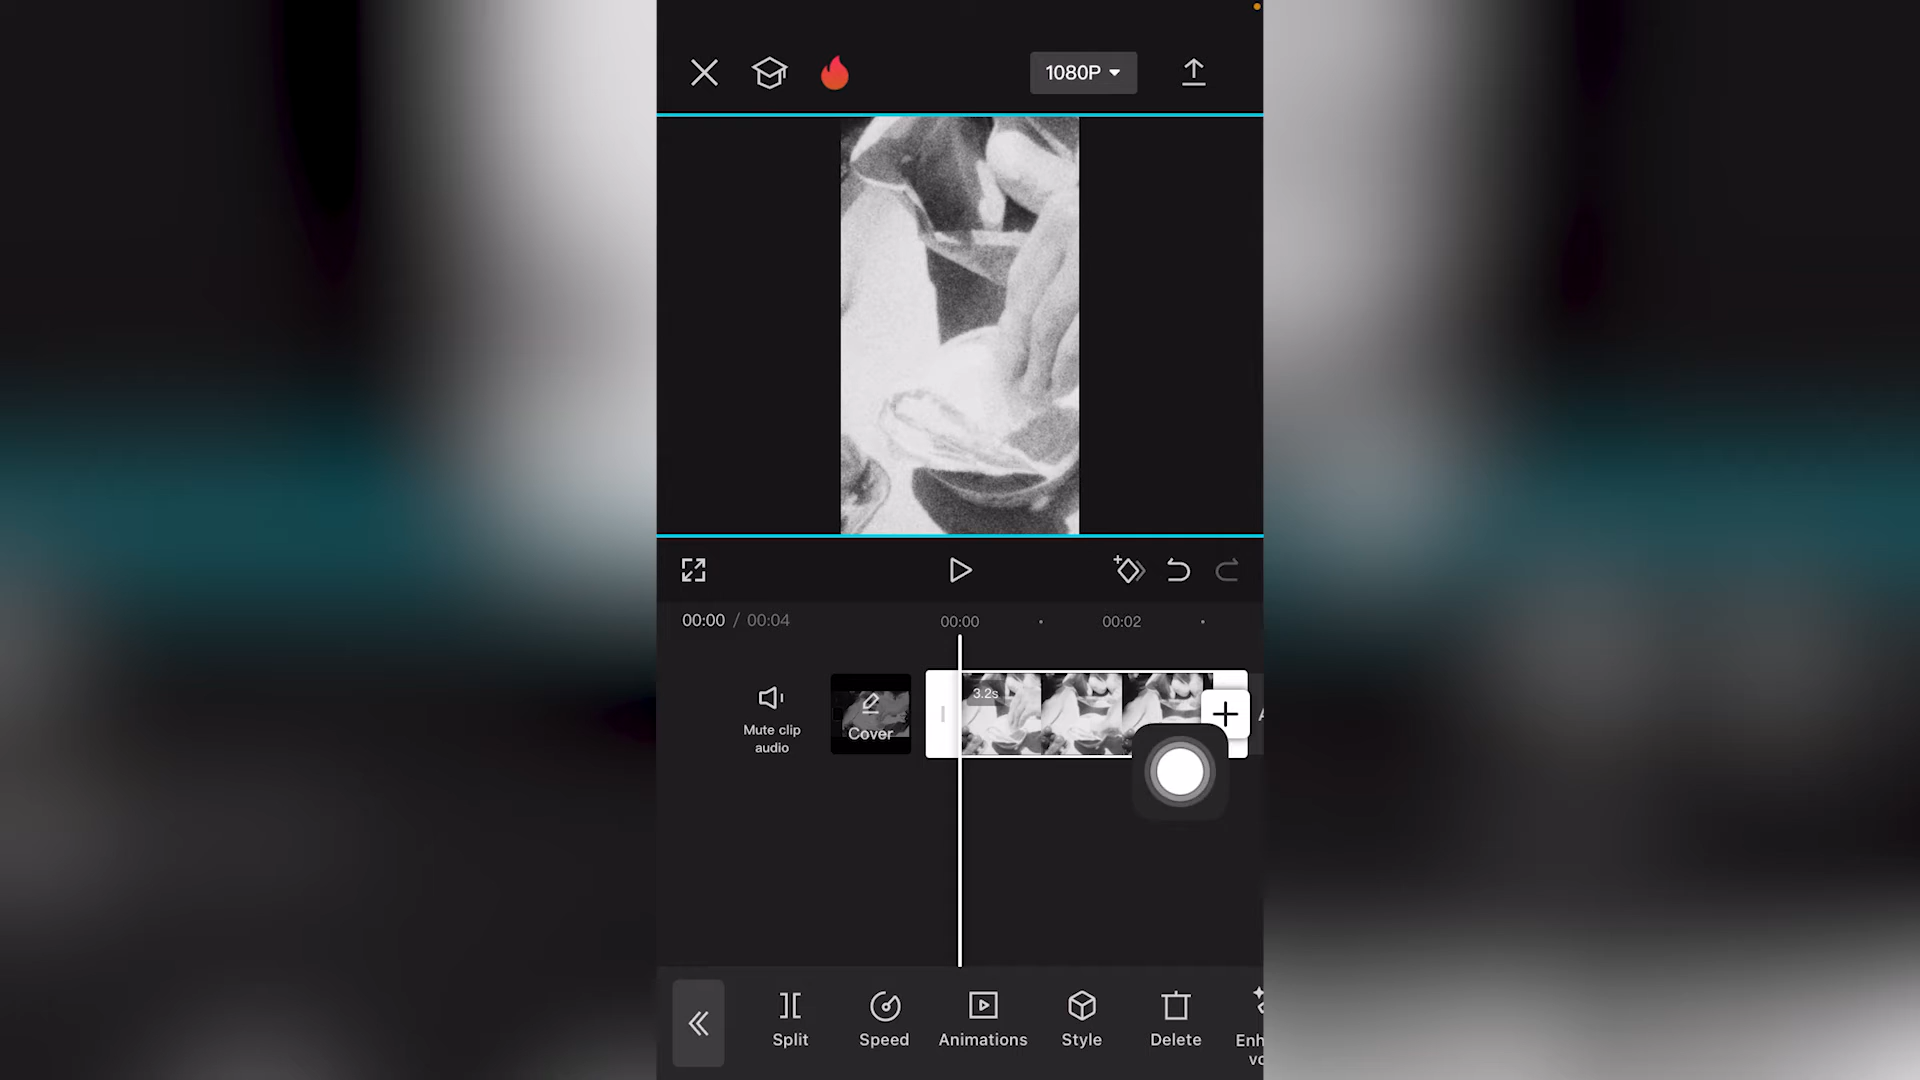 1080P
00:00 / 00:04
00:00
00:02
Mute clip
audio
Cover
3.2s
Split
Speed
Animations
Style
Delete